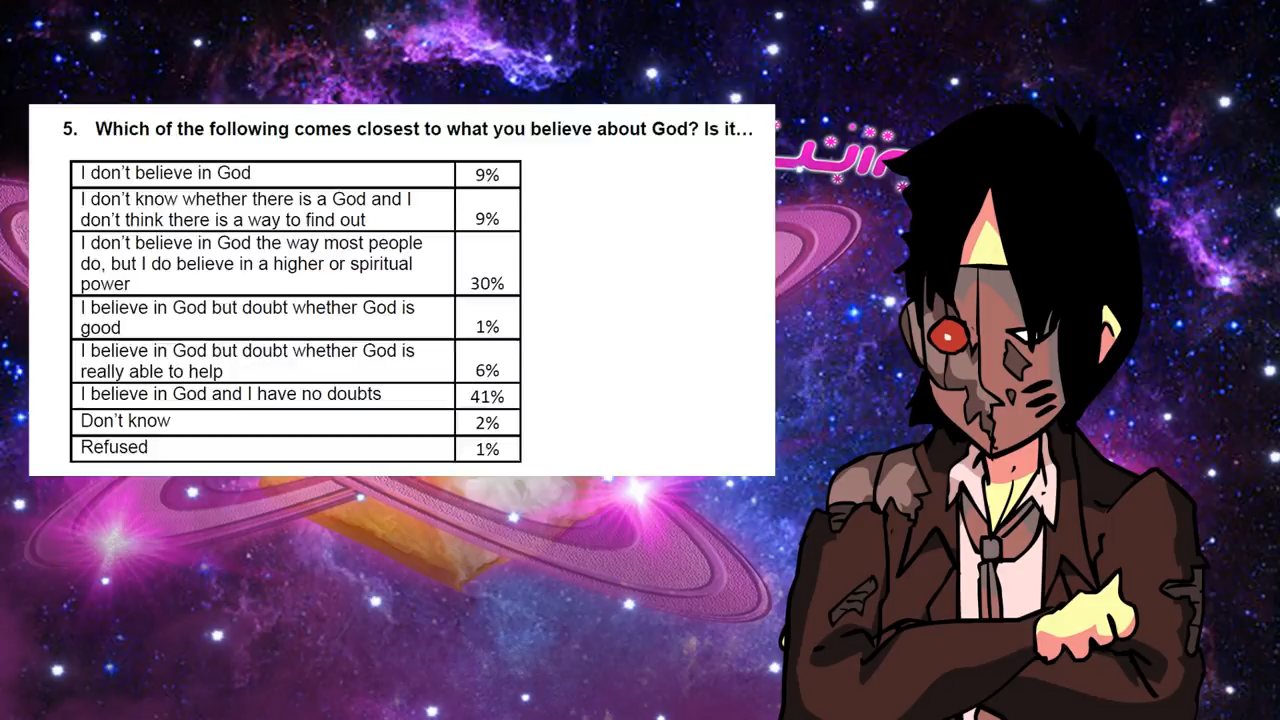 5. Which of the following comes closest to what you believe about God? Is it…
I don’t believe in God 9%
I don’t know whether there is a God and I
don’t think there is a way to find out 9%
I don’t believe in God the way most people
do, but I do believe in a higher or spiritual
power 30%
I believe in God but doubt whether God is
good 1%
I believe in God but doubt whether God is
really able to help 6%
I believe in God and I have no doubts 41%
Don’t know 2%
Refused 1%